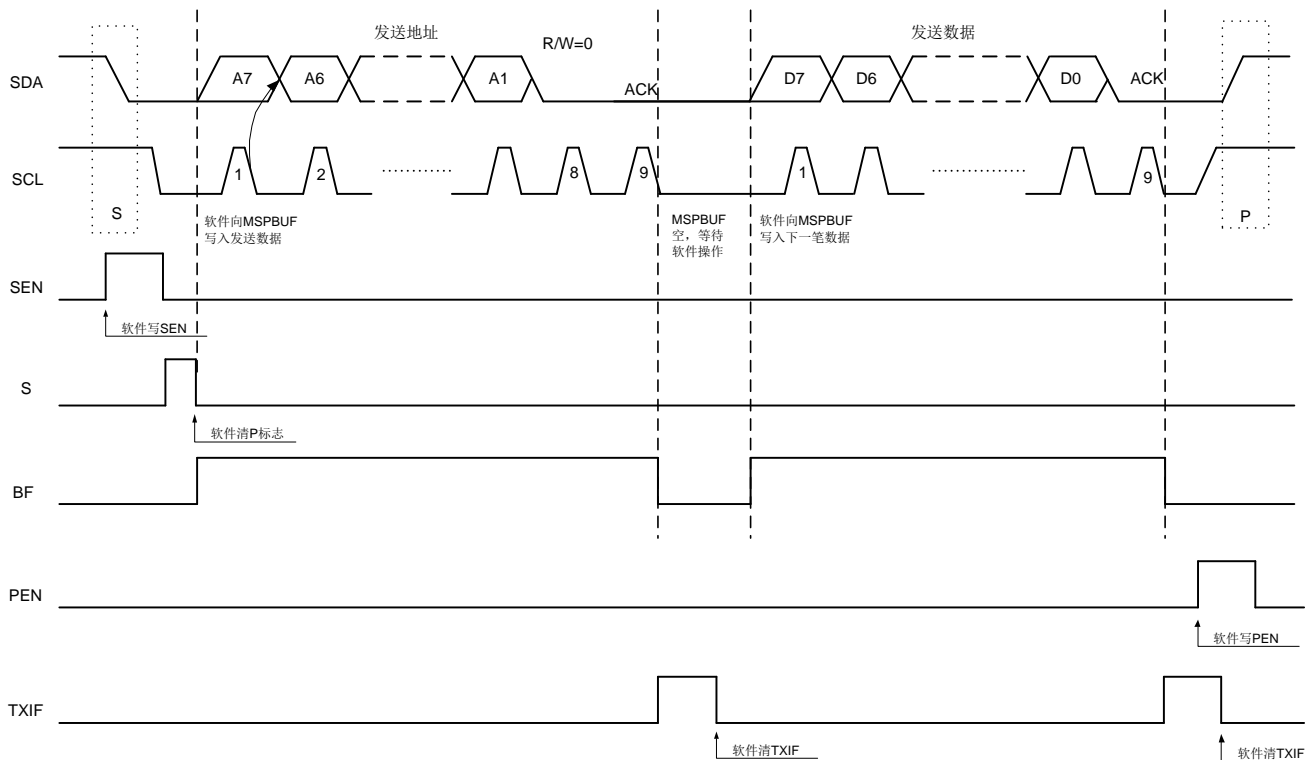 发送地址
R/W=0
发送数据
SDA
A7
A6
A1
ACK
D7
D6
D0
ACK
SCL
1
2
8
9
1
9
S
软件向MSPBUF
写入发送数据
MSPBUF
空，等待
软件操作
软件向MSPBUF
写入下一笔数据
P
SEN
软件写SEN
S
软件清P标志
BF
PEN
软件写PEN
TXIF
软件清TXIF
软件清TXIF